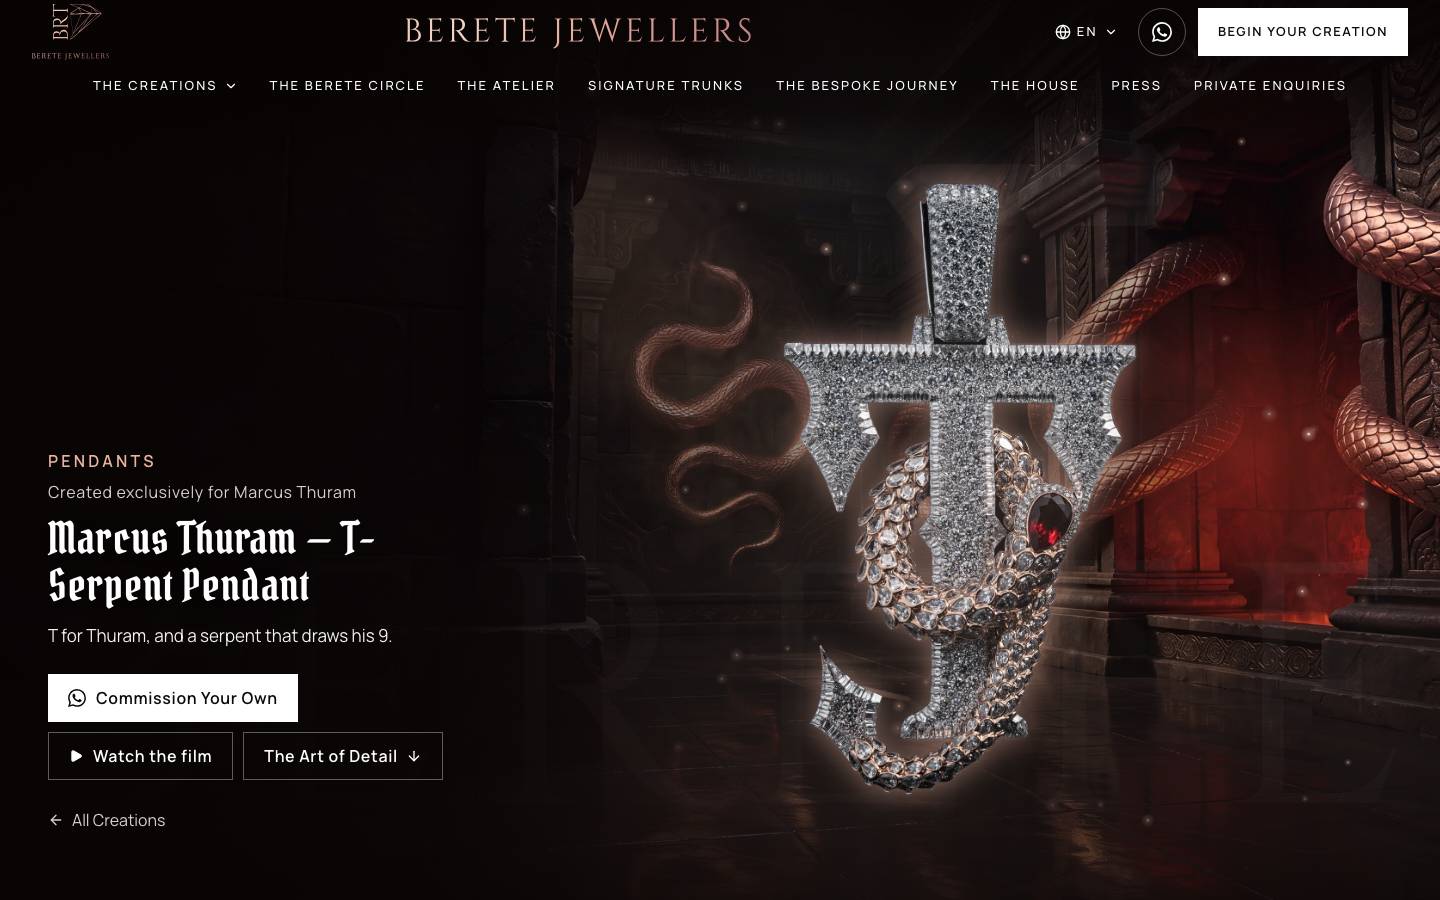 BRT
BERETE JEWELLERS
BERETE JEWELLERS
EN
BEGIN YOUR CREATION
THE CREATIONS
THE BERETE CIRCLE
THE ATELIER
SIGNATURE TRUNKS
THE BESPOKE JOURNEY
THE HOUSE
PRESS
PRIVATE ENQUIRIES
PENDANTS
Created exclusively for Marcus Thuram
Marcus Thuram – T-
Serpent Pendant
T for Thuram, and a serpent that draws his 9.
Commission Your Own
Watch the film
The Art of Detail
All Creations